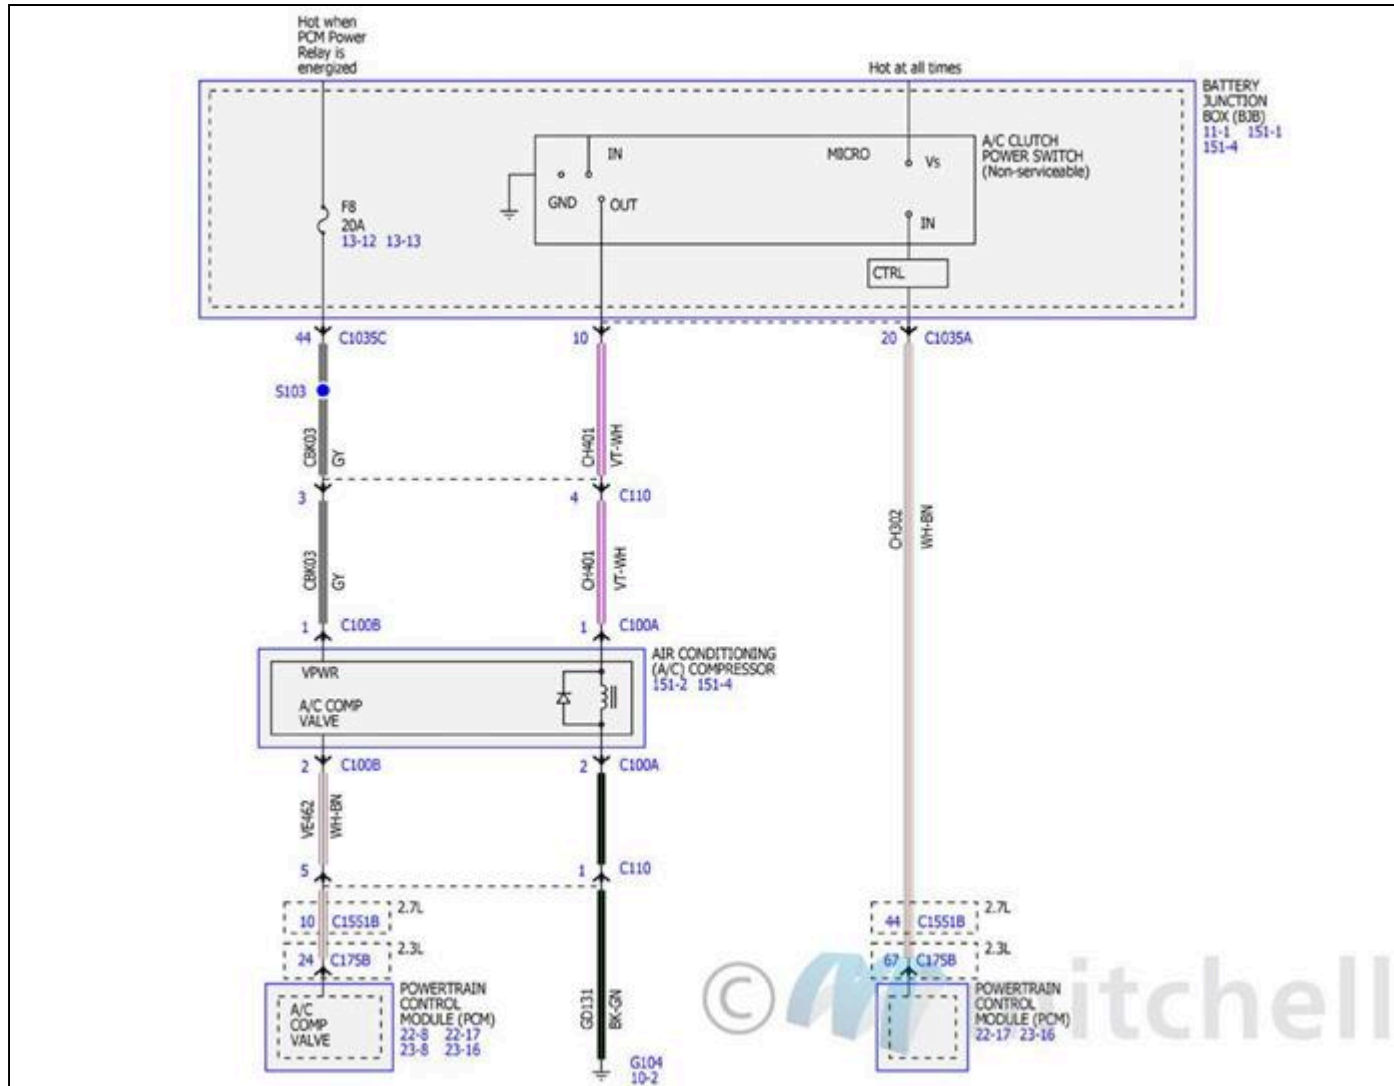 Hot when
PCM Power
Relay is
energized
Hot at all times
BATTERY
JUNCTION
BOX (BJB)
11-1 151-1
151-4
A/C CLUTCH
POWER SWITCH
(Non-serviceable)
IN
MICRO
Vs
GND
OUT
IN
F8
20A
13-12 13-13
CTRL
44 C1035C
10
20 C1035A
S103
CBK03
GY
CH401
VT-WH
3
4 C110
CBK03
GY
CH401
VT-WH
CH302
WH-BN
1 C100B
1 C100A
AIR CONDITIONING
(A/C) COMPRESSOR
151-2 151-4
VPWR
A/C COMP
VALVE
2 C100B
2 C100A
VE462
WH-BN
5
1 C110
2.7L
10 C1551B
2.3L
24 C175B
2.7L
44 C1551B
2.3L
67 C175B
A/C
COMP
VALVE
POWERTRAIN
CONTROL
MODULE (PCM)
22-8 22-17
23-8 23-16
GD131
BK-GN
G104
10-2
POWERTRAIN
CONTROL
MODULE (PCM)
22-17 23-16
© Mitchell